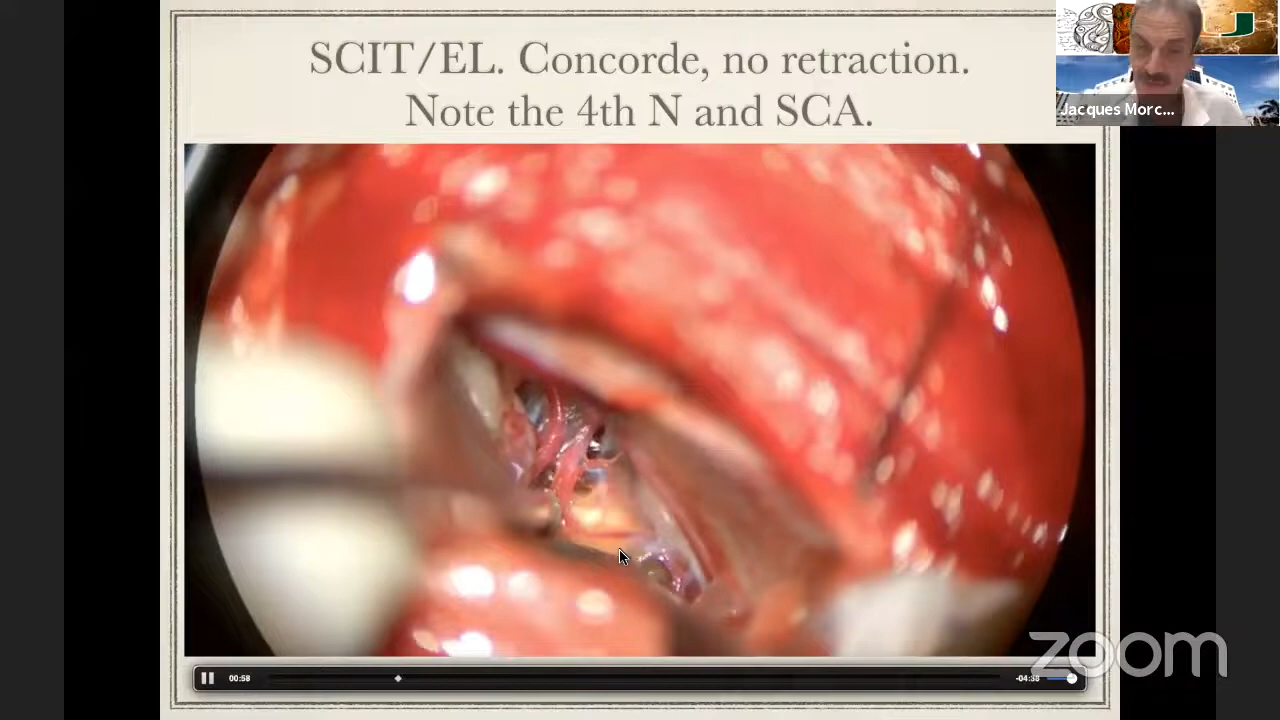 SCIT/EL. Concorde, no retraction.
Note the 4th N and SCA.
Jacques Morc...
zoom
00:58
-04:38